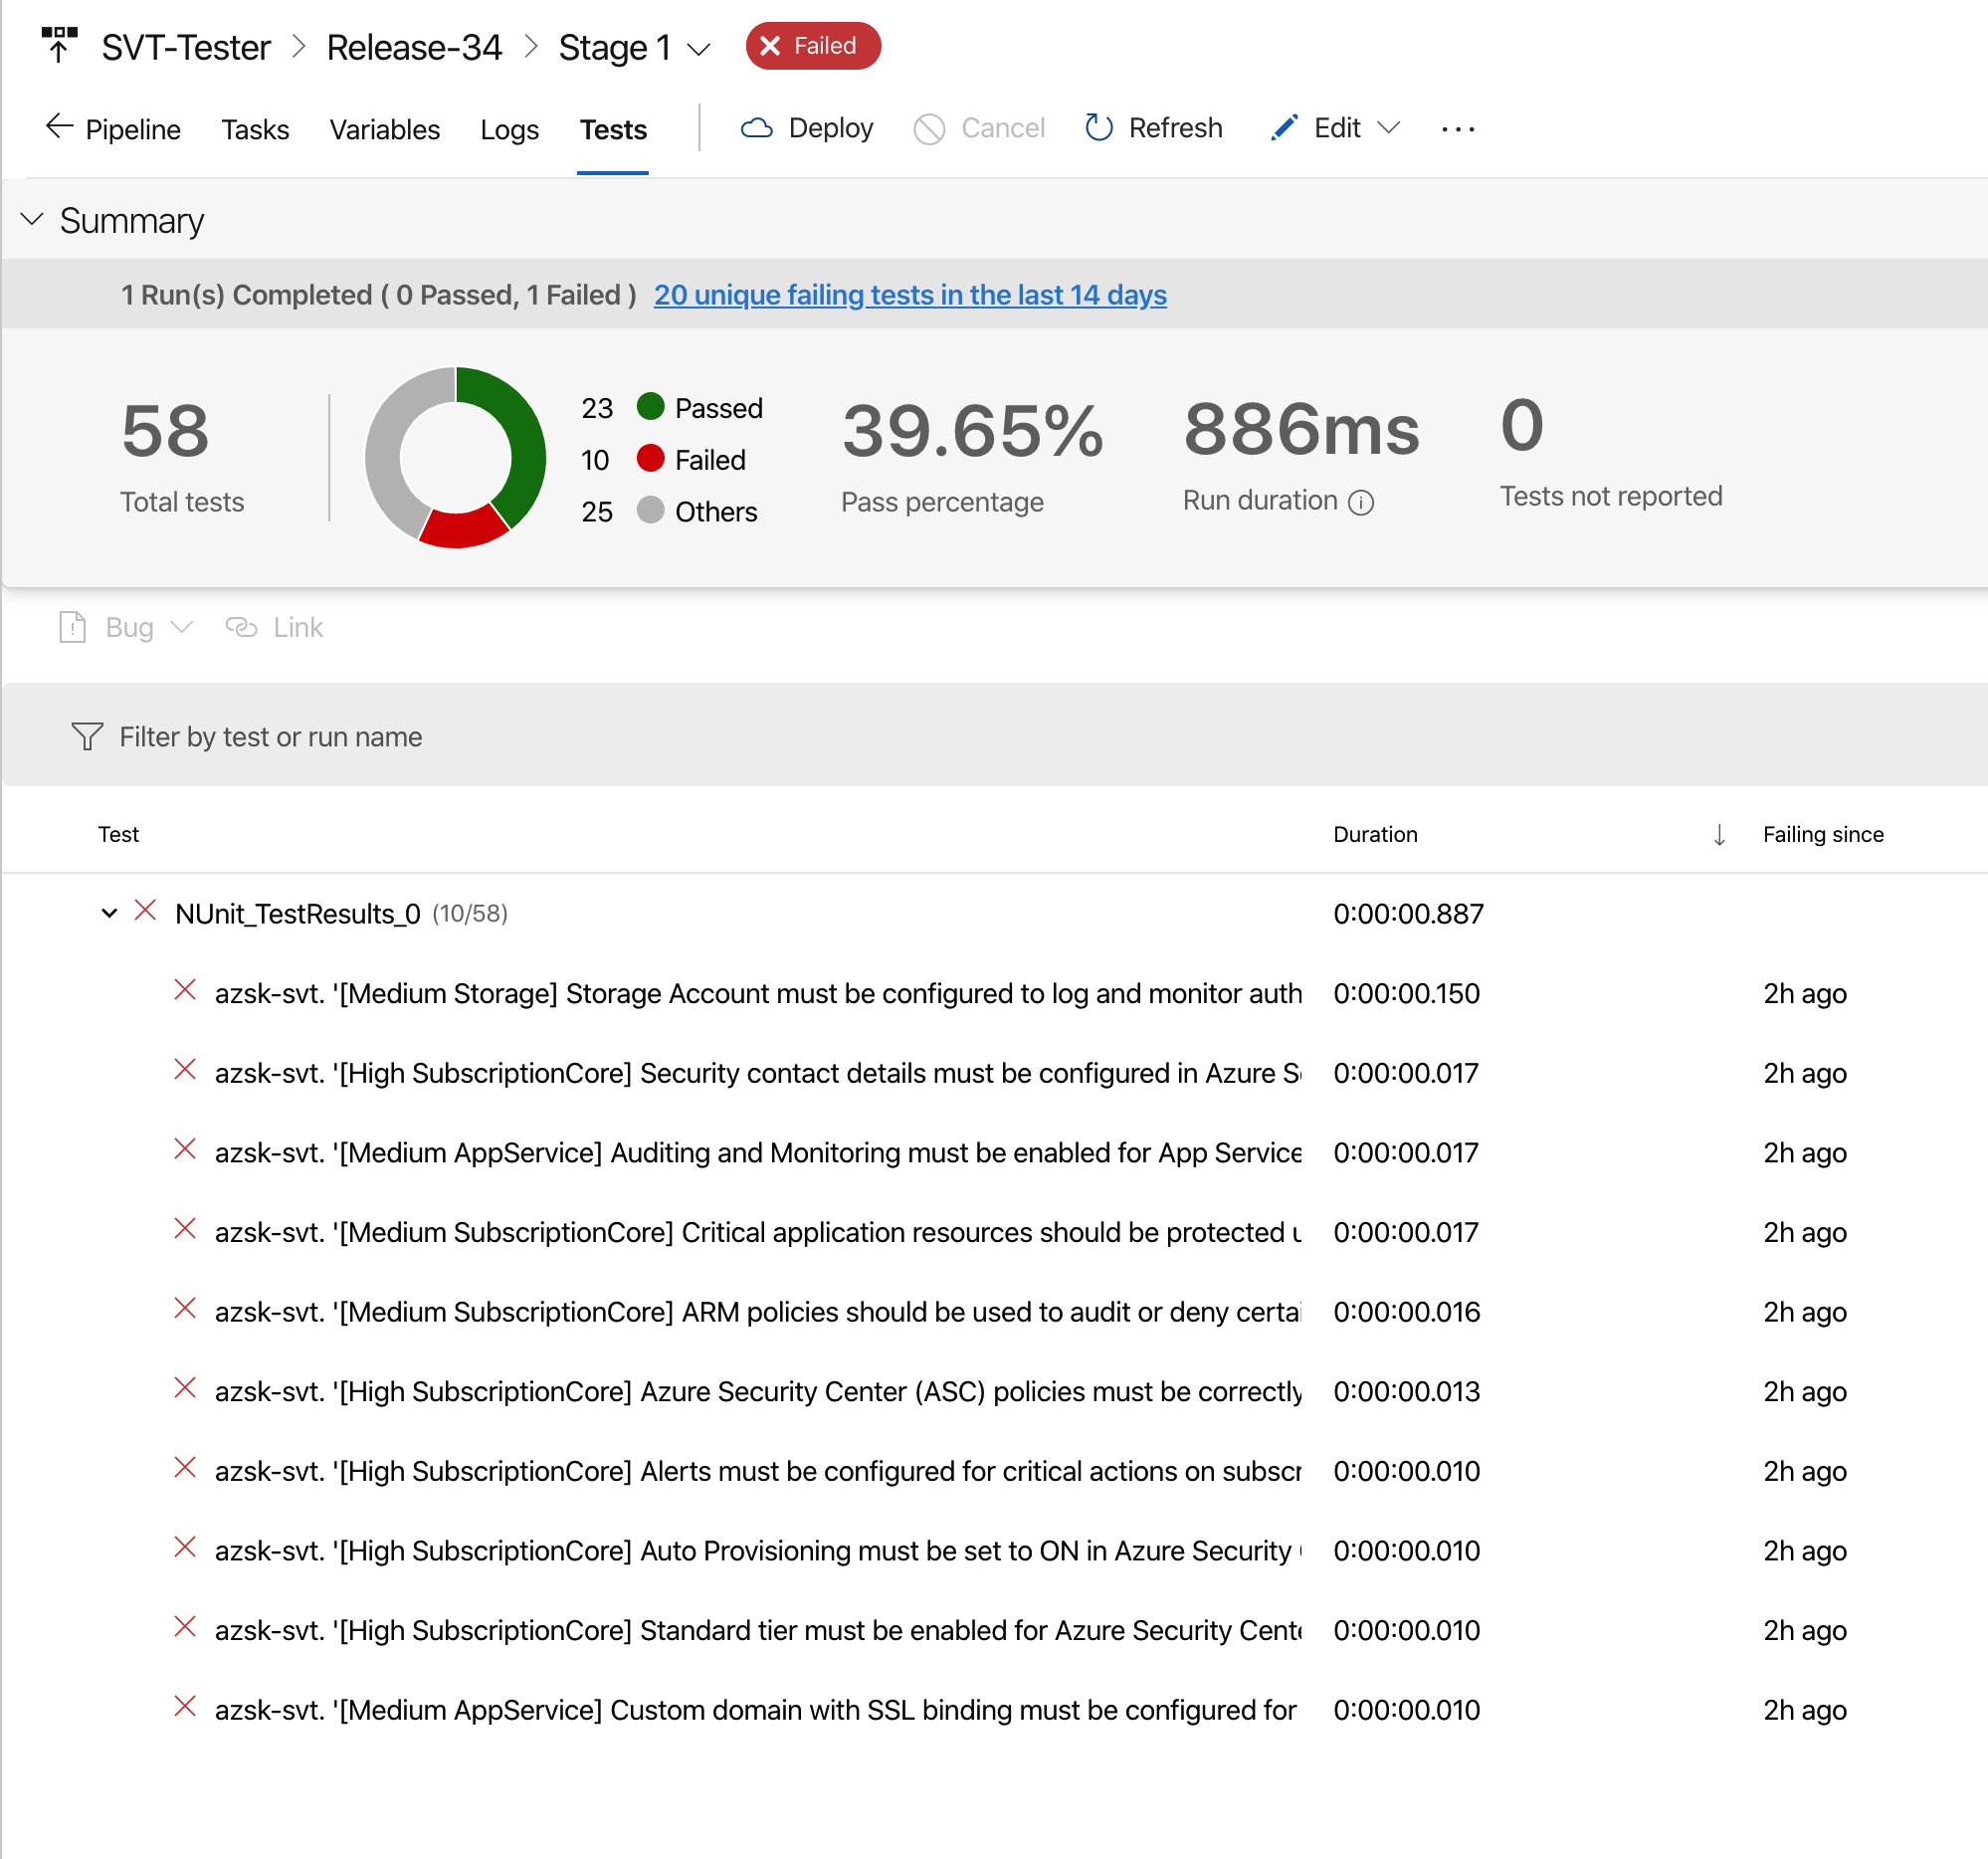 SVT-Tester > Release-34 > Stage 1 Failed
Pipeline Tasks Variables Logs Tests Deploy Cancel Refresh Edit ...
Summary
1 Run(s) Completed ( 0 Passed, 1 Failed ) 20 unique failing tests in the last 14 days
58
Total tests
23 Passed
10 Failed
25 Others
39.65%
Pass percentage
886ms
Run duration
0
Tests not reported
Bug Link
Filter by test or run name
Test Duration Failing since
NUnit_TestResults_0 (10/58) 0:00:00.887
azsk-svt. '[Medium Storage] Storage Account must be configured to log and monitor auth 0:00:00.150 2h ago
azsk-svt. '[High SubscriptionCore] Security contact details must be configured in Azure S 0:00:00.017 2h ago
azsk-svt. '[Medium AppService] Auditing and Monitoring must be enabled for App Service 0:00:00.017 2h ago
azsk-svt. '[Medium SubscriptionCore] Critical application resources should be protected u 0:00:00.017 2h ago
azsk-svt. '[Medium SubscriptionCore] ARM policies should be used to audit or deny certai 0:00:00.016 2h ago
azsk-svt. '[High SubscriptionCore] Azure Security Center (ASC) policies must be correctly 0:00:00.013 2h ago
azsk-svt. '[High SubscriptionCore] Alerts must be configured for critical actions on subscr 0:00:00.010 2h ago
azsk-svt. '[High SubscriptionCore] Auto Provisioning must be set to ON in Azure Security 0:00:00.010 2h ago
azsk-svt. '[High SubscriptionCore] Standard tier must be enabled for Azure Security Cente 0:00:00.010 2h ago
azsk-svt. '[Medium AppService] Custom domain with SSL binding must be configured for 0:00:00.010 2h ago